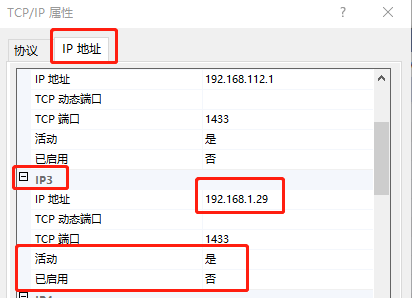 TCP/IP 属性
协议 IP 地址
IP 地址 192.168.112.1
TCP 动态端口
TCP 端口 1433
活动 是
已启用 否
IP3
IP 地址 192.168.1.29
TCP 动态端口
TCP 端口 1433
活动 是
已启用 否